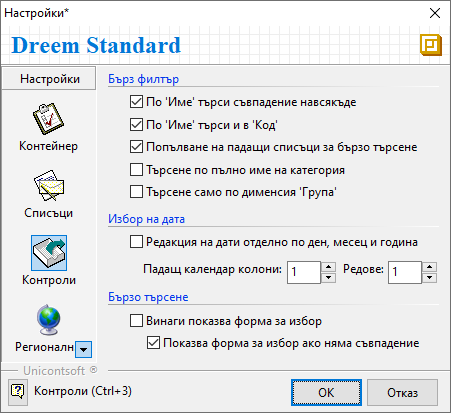 Настройки*
Dreem Standard
Настройки
Контейнер
Списъци
Контроли
Регионалн
Бърз филтър
По 'Име' търси съвпадение навсякъде
По 'Име' търси и в 'Код'
Попълване на падащи списъци за бързо търсене
Търсене по пълно име на категория
Търсене само по дименсия 'Група'
Избор на дата
Редакция на дати отделно по ден, месец и година
Падащ календар колони: 1 Редове: 1
Бързо търсене
Винаги показва форма за избор
Показва форма за избор ако няма съвпадение
Unicontsoft ®
Контроли (Ctrl+3)
OK
Отказ